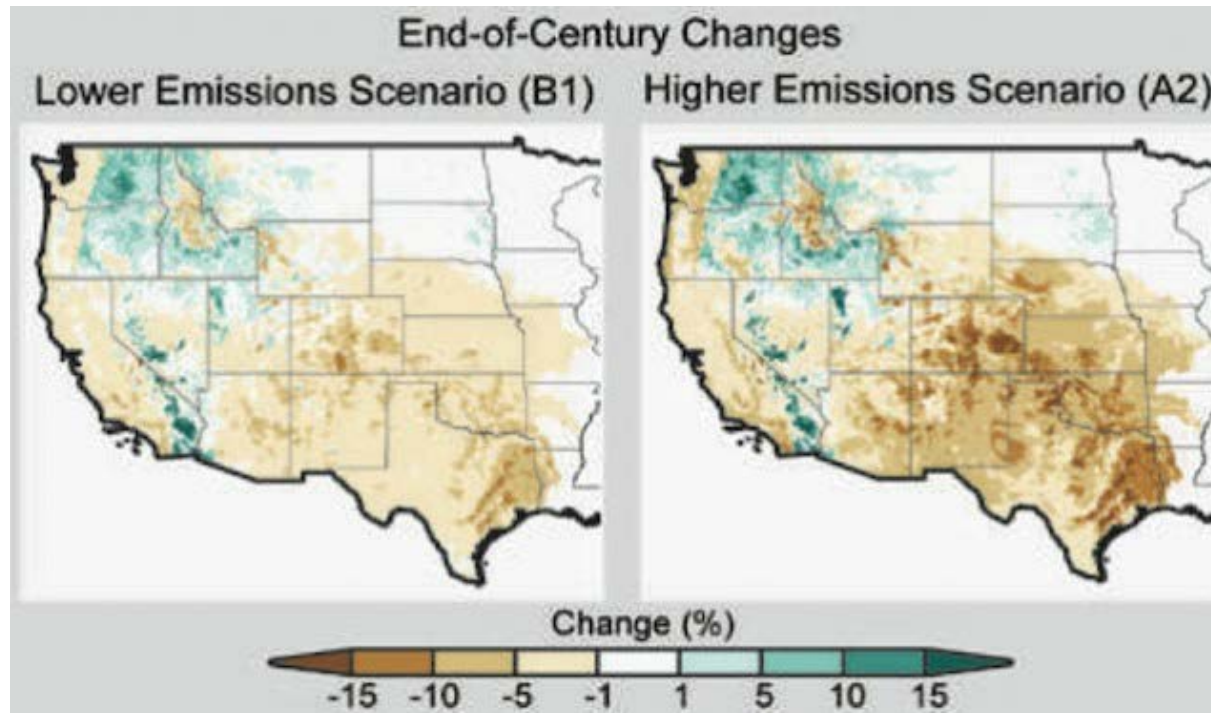 End-of-Century Changes
Lower Emissions Scenario (B1)
Higher Emissions Scenario (A2)
Change (%)
-15 -10 -5 -1 1 5 10 15